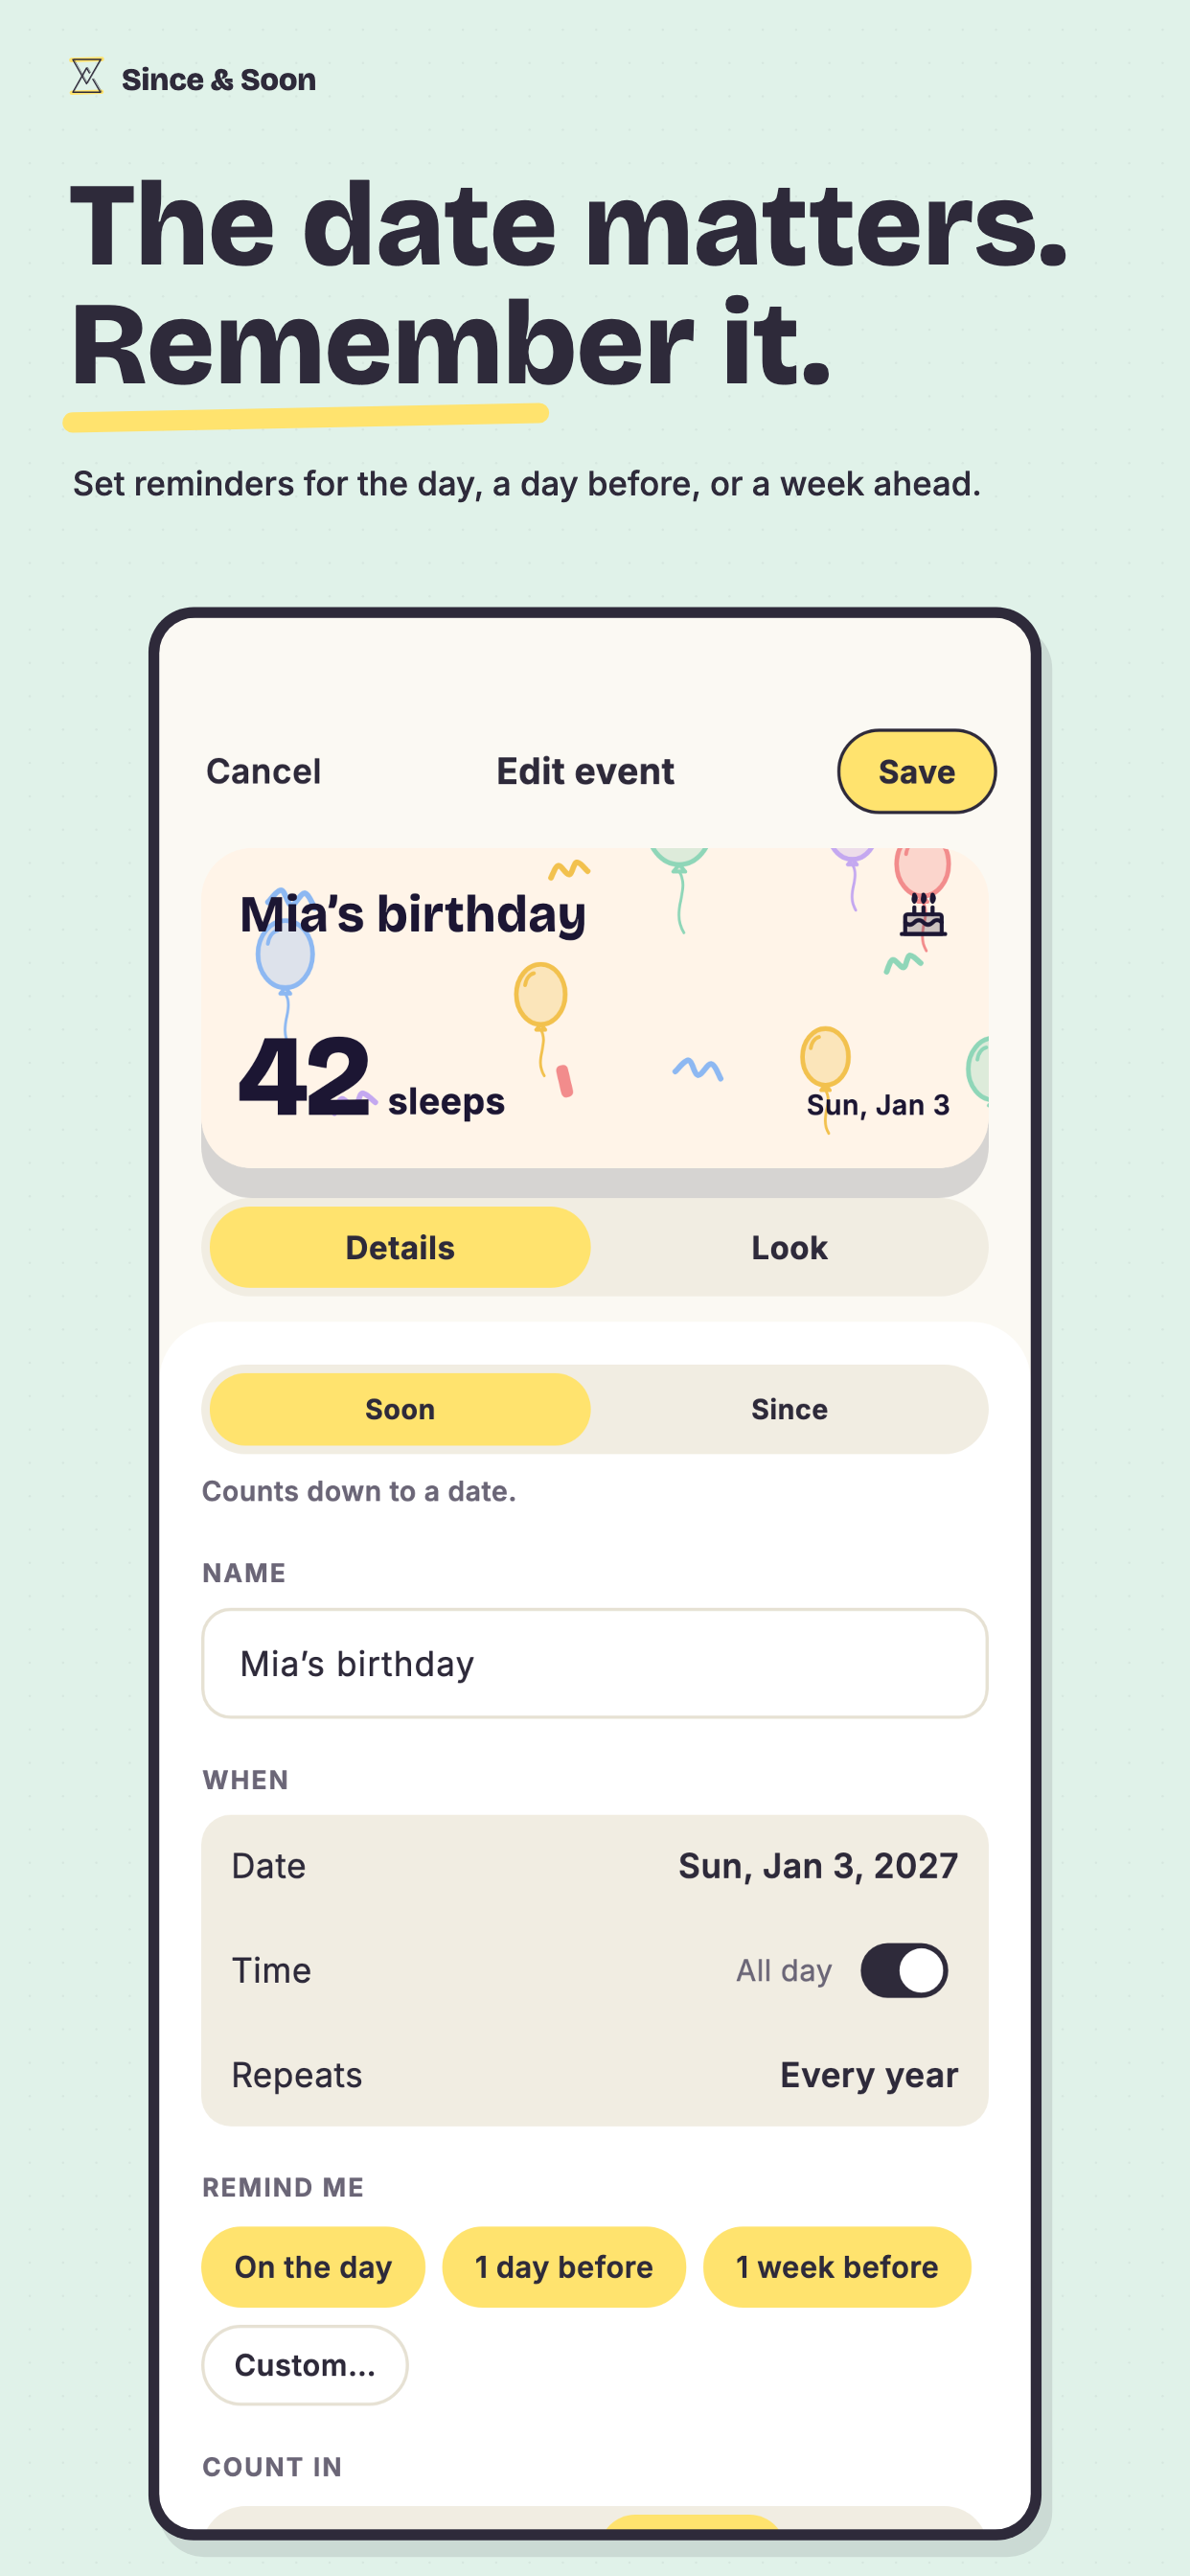 Since & Soon
The date matters.
Remember it.
Set reminders for the day, a day before, or a week ahead.
Cancel
Edit event
Save
Mia’s birthday
42 sleeps
Sun, Jan 3
Details
Look
Soon
Since
Counts down to a date.
NAME
Mia’s birthday
WHEN
Date
Sun, Jan 3, 2027
Time
All day
Repeats
Every year
REMIND ME
On the day
1 day before
1 week before
Custom...
COUNT IN